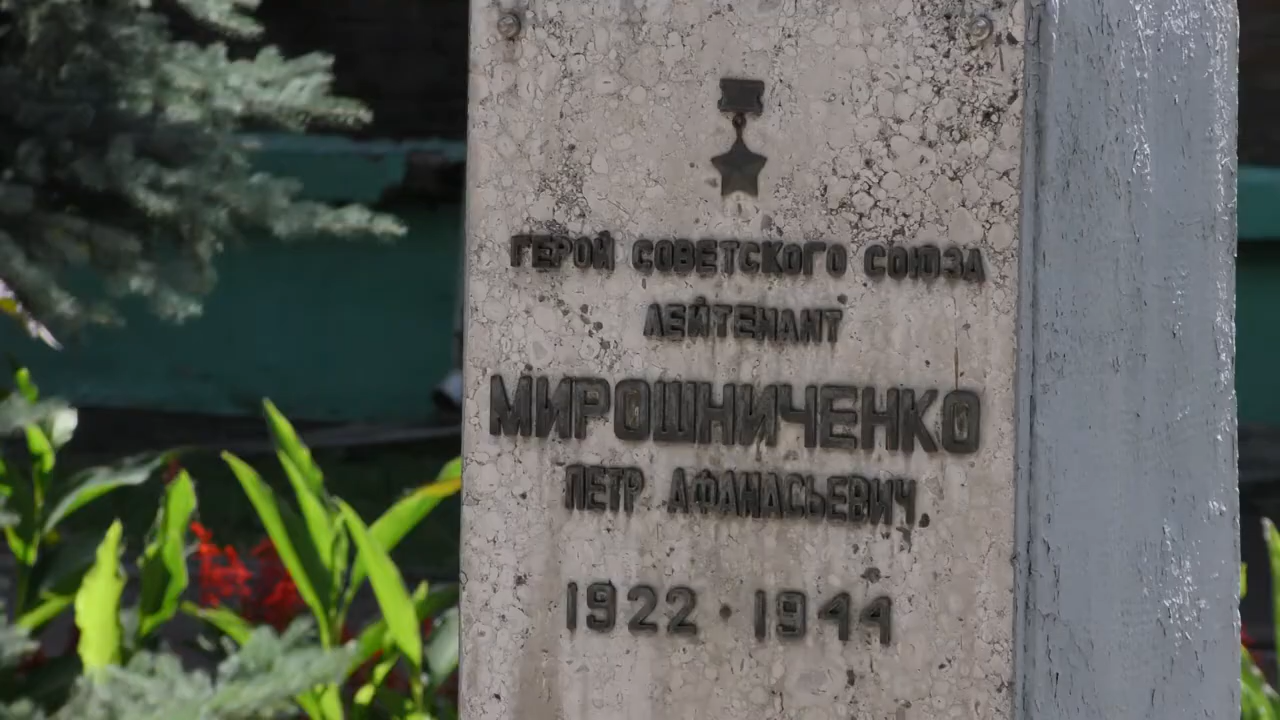 ГЕРОЙ СОВЕТСКОГО СОЮЗА
ЛЕЙТЕНАНТ
МИРОШНИЧЕНКО
ПЕТР АФАНАСЬЕВИЧ
1922 · 1944